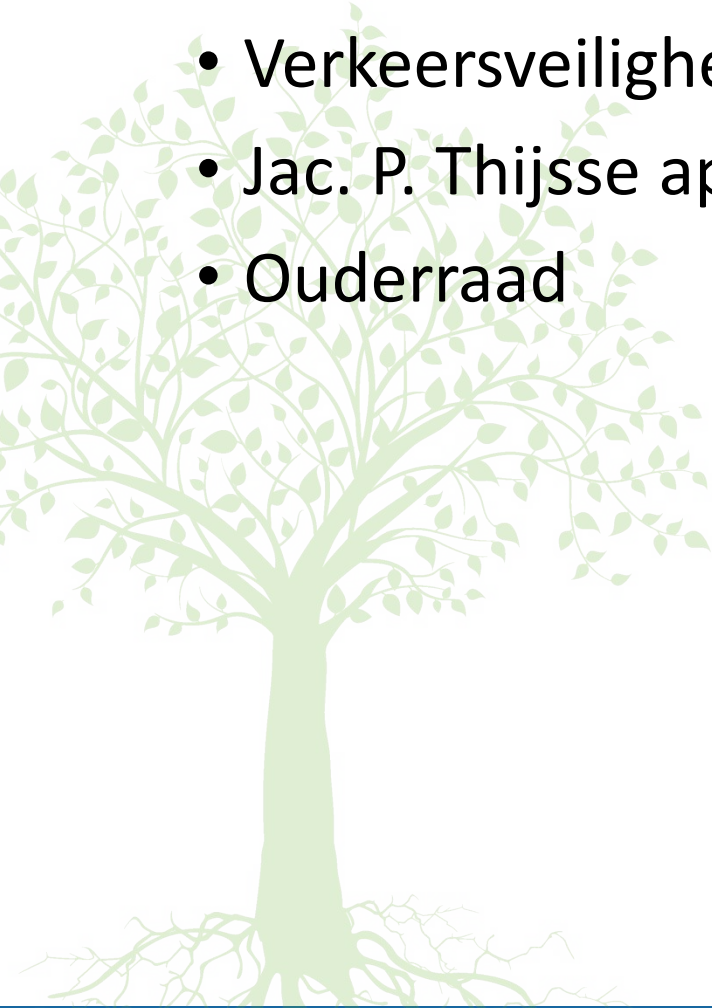 • Verkeersveilighe
• Jac. P. Thijsse ap
• Ouderraad